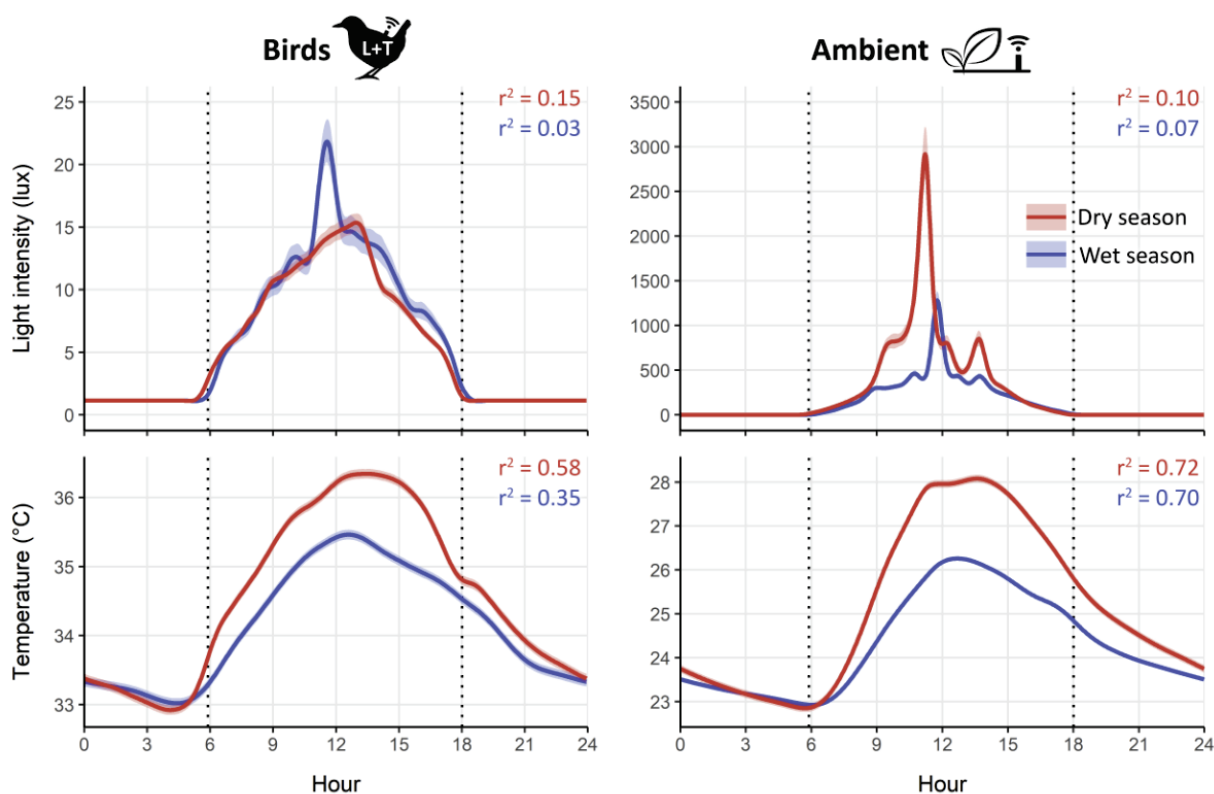 Birds
L+T
Ambient
Light intensity (lux)
25
20
15
10
5
0
r² = 0.15
r² = 0.03
3500
3000
2500
2000
1500
1000
500
0
r² = 0.10
r² = 0.07
Dry season
Wet season
Temperature (°C)
36
35
34
33
r² = 0.58
r² = 0.35
0 3 6 9 12 15 18 21 24
Hour
28
27
26
25
24
23
r² = 0.72
r² = 0.70
0 3 6 9 12 15 18 21 24
Hour